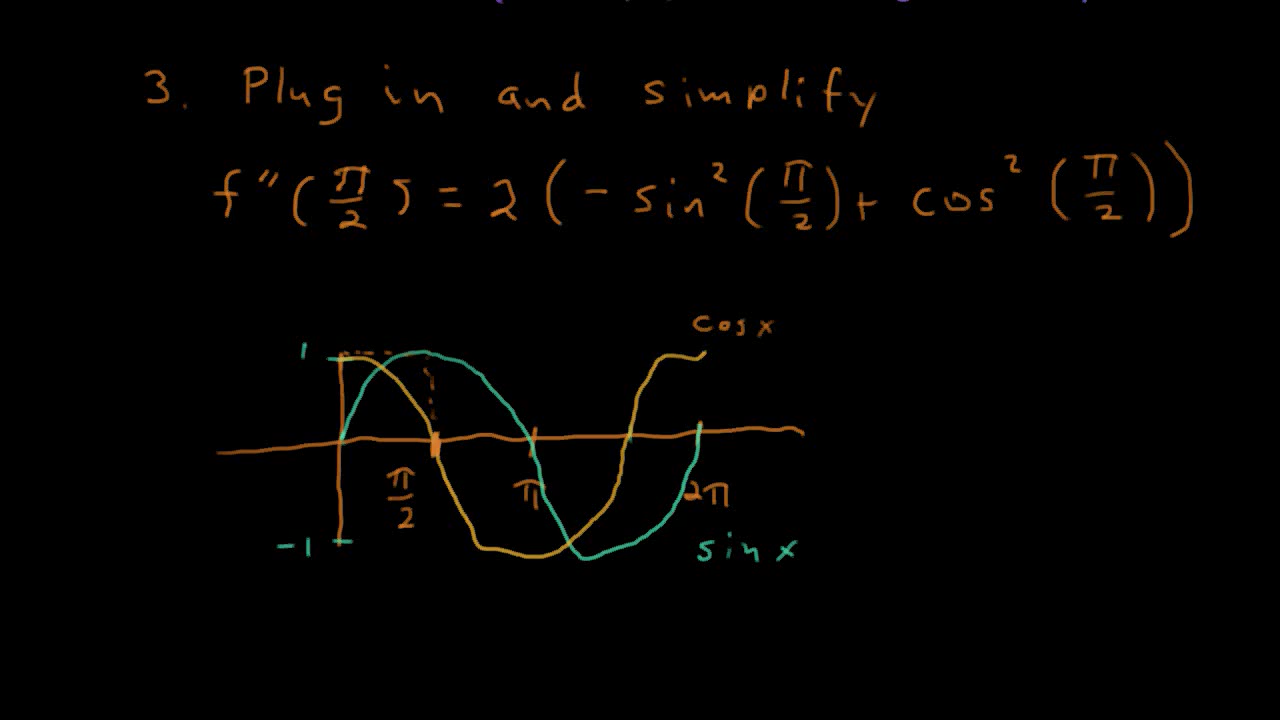 3. Plug in and simplify
f"(π/2) = 2(- sin²(π/2) + cos²(π/2))
cos x
1
π/2
π
2π
-1
sin x